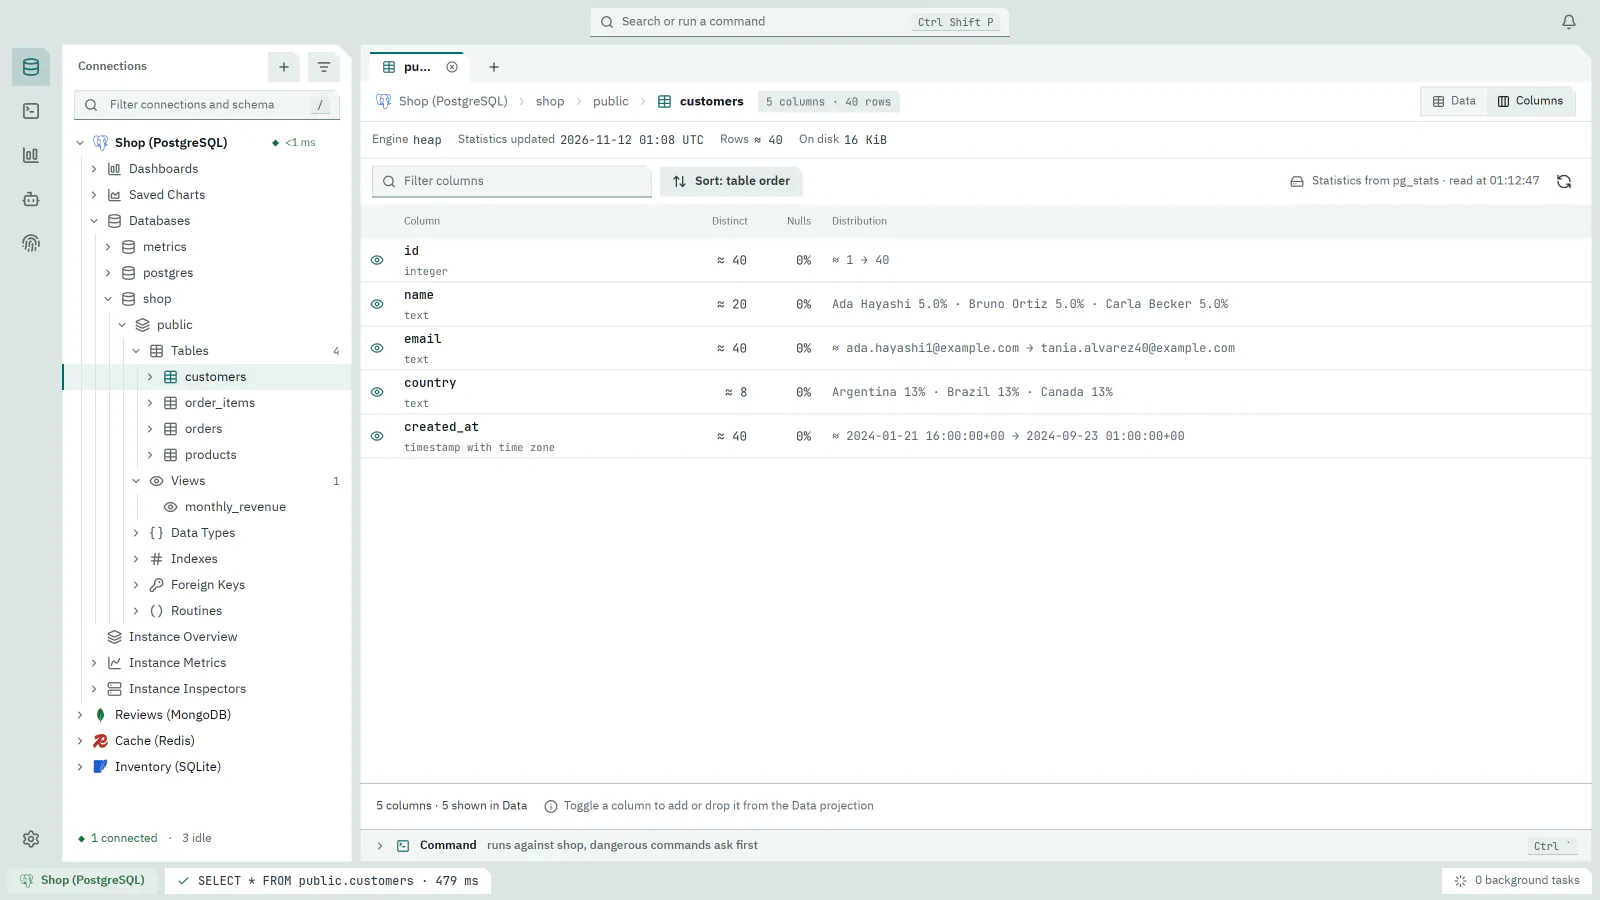 Search or run a command
Ctrl Shift P
Connections
Filter connections and schema
/
Shop (PostgreSQL)
<1 ms
Dashboards
Saved Charts
Databases
metrics
postgres
shop
public
Tables
4
customers
order_items
orders
products
Views
1
monthly_revenue
Data Types
Indexes
Foreign Keys
Routines
Instance Overview
Instance Metrics
Instance Inspectors
Reviews (MongoDB)
Cache (Redis)
Inventory (SQLite)
1 connected · 3 idle
pu...
Shop (PostgreSQL) > shop > public > customers
5 columns · 40 rows
Data
Columns
Engine heap Statistics updated 2026-11-12 01:08 UTC Rows ≈ 40 On disk 16 KiB
Filter columns
Sort: table order
Statistics from pg_stats · read at 01:12:47
Column Distinct Nulls Distribution
id
integer
≈ 40 0% ≈ 1 → 40
name
text
≈ 20 0% Ada Hayashi 5.0% · Bruno Ortiz 5.0% · Carla Becker 5.0%
email
text
≈ 40 0% ≈ ada.hayashi1@example.com → tania.alvarez40@example.com
country
text
≈ 8 0% Argentina 13% · Brazil 13% · Canada 13%
created_at
timestamp with time zone
≈ 40 0% ≈ 2024-01-21 16:00:00+00 → 2024-09-23 01:00:00+00
5 columns · 5 shown in Data
Toggle a column to add or drop it from the Data projection
Command runs against shop, dangerous commands ask first
Ctrl `
Shop (PostgreSQL)
SELECT * FROM public.customers · 479 ms
0 background tasks